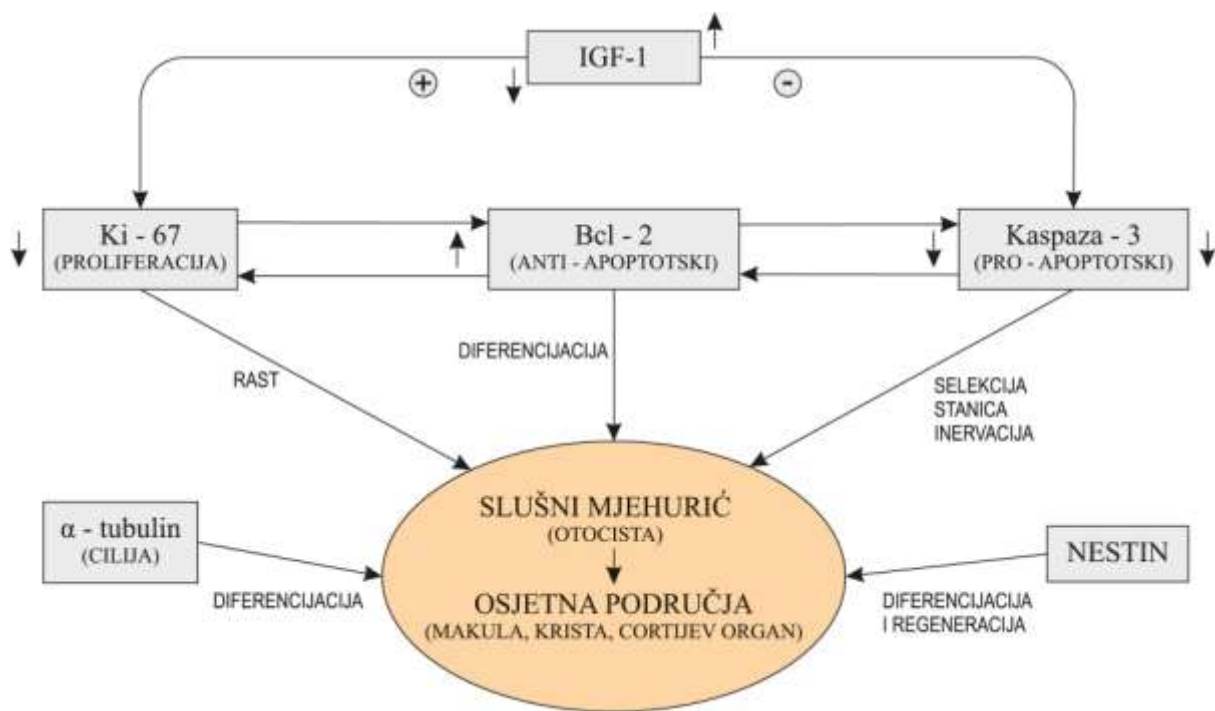 IGF-1
+
-
Ki - 67
(PROLIFERACIJA)
Bcl - 2
(ANTI - APOPTOTSKI)
Kaspaza - 3
(PRO - APOPTOTSKI)
RAST
DIFERENCIJACIJA
SELEKCIJA
STANICA
INERVACIJA
SLUŠNI MJEHURIĆ
(OTOCISTA)
OSJETNA PODRUČJA
(MAKULA, KRISTA, CORTIJEV ORGAN)
α - tubulin
(CILIJA)
DIFERENCIJACIJA
NESTIN
DIFERENCIJACIJA
I REGENERACIJA